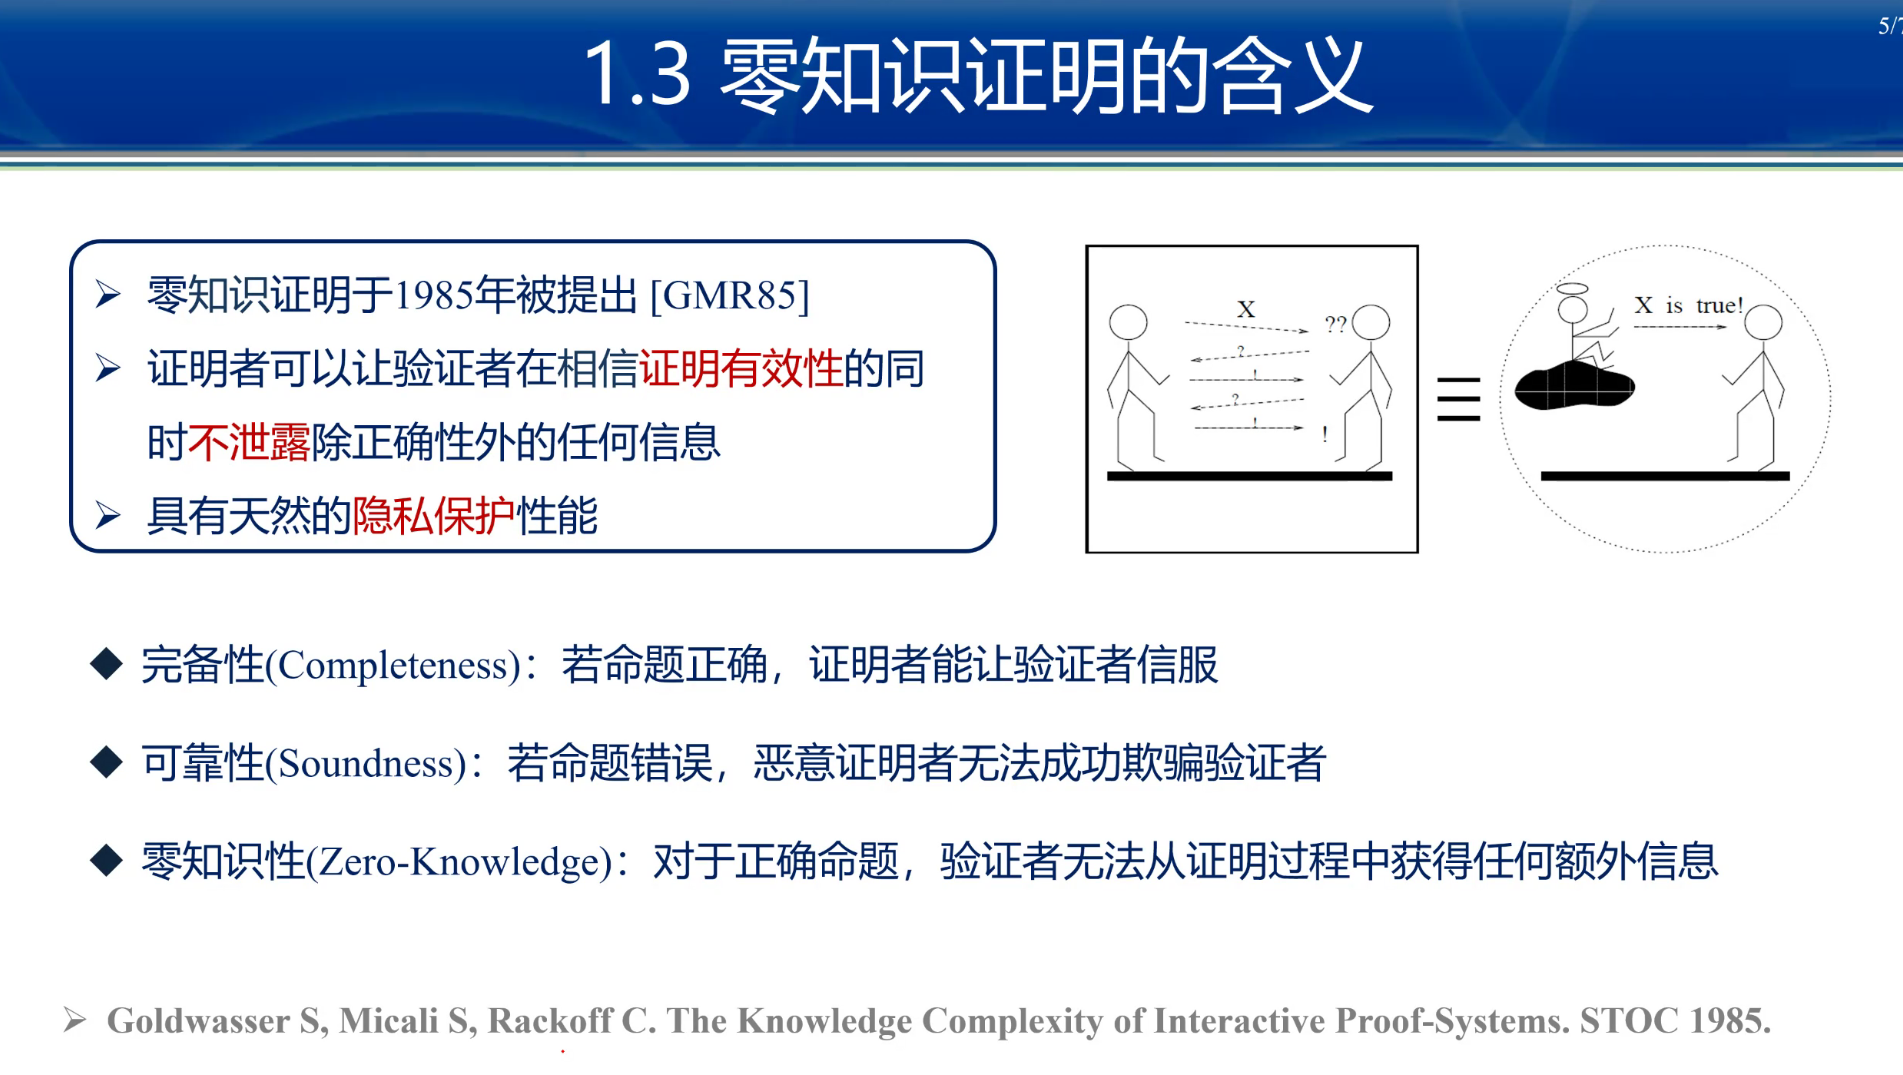 5/7
1.3 零知识证明的含义
➢ 零知识证明于1985年被提出 [GMR85]
➢ 证明者可以让验证者在相信证明有效性的同
时不泄露除正确性外的任何信息
➢ 具有天然的隐私保护性能
X
??
?
!
?
!
!
X is true!
◆ 完备性(Completeness)：若命题正确，证明者能让验证者信服
◆ 可靠性(Soundness)：若命题错误，恶意证明者无法成功欺骗验证者
◆ 零知识性(Zero-Knowledge)：对于正确命题，验证者无法从证明过程中获得任何额外信息
➢ Goldwasser S, Micali S, Rackoff C. The Knowledge Complexity of Interactive Proof-Systems. STOC 1985.